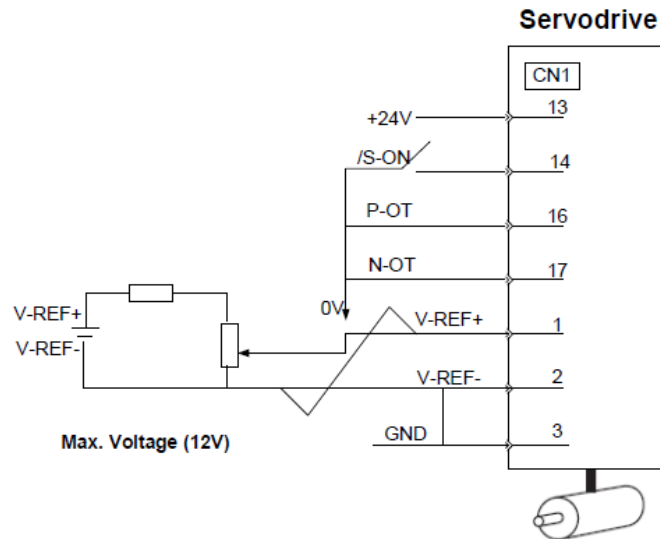 Servodrive
CN1
+24V
13
/S-ON
14
P-OT
16
N-OT
17
0V
V-REF+
V-REF+
1
V-REF-
V-REF-
2
Max. Voltage (12V)
GND
3